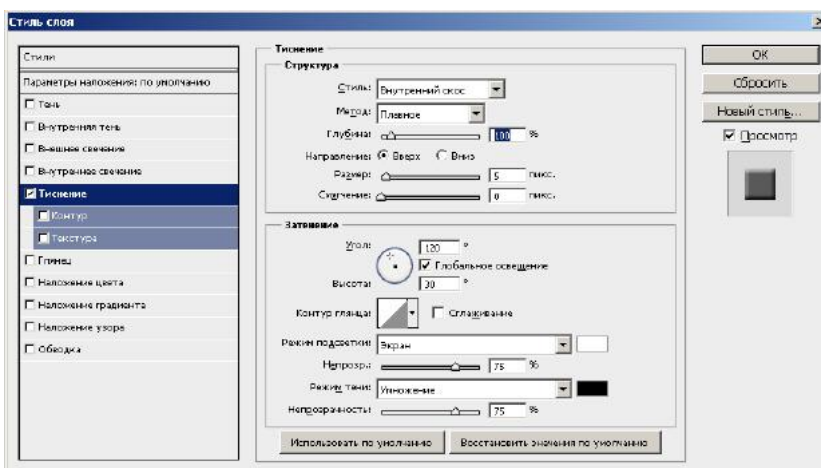 Стиль слоя
Стили
Параметры наложения: по умолчанию
Тень
Внутренняя тень
Внешнее свечение
Внутреннее свечение
Тиснение
Контур
Текстура
Глянец
Наложение цвета
Наложение градиента
Наложение узора
Обводка
Тиснение
Структура
Стиль: Внутренний скос
Метод: Плавное
Глубина: 100 %
Направление: Вверх Вниз
Размер: 5 пикс.
Смягчение: 0 пикс.
Затенение
Угол: 120 °
Глобальное освещение
Высота: 30 °
Контур глянца: Сглаживание
Режим подсветки: Экран
Непрозр.: 75 %
Режим тени: Умножение
Непрозрачность: 75 %
Использовать по умолчанию Восстановить значения по умолчанию
ОК
Сбросить
Новый стиль...
Просмотр